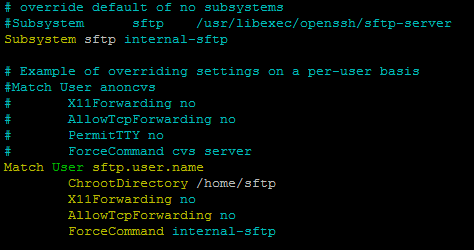 # override default of no subsystems
#Subsystem      sftp    /usr/libexec/openssh/sftp-server
Subsystem sftp internal-sftp

# Example of overriding settings on a per-user basis
#Match User anoncvs
#       X11Forwarding no
#       AllowTcpForwarding no
#       PermitTTY no
#       ForceCommand cvs server
Match User sftp.user.name
        ChrootDirectory /home/sftp
        X11Forwarding no
        AllowTcpForwarding no
        ForceCommand internal-sftp